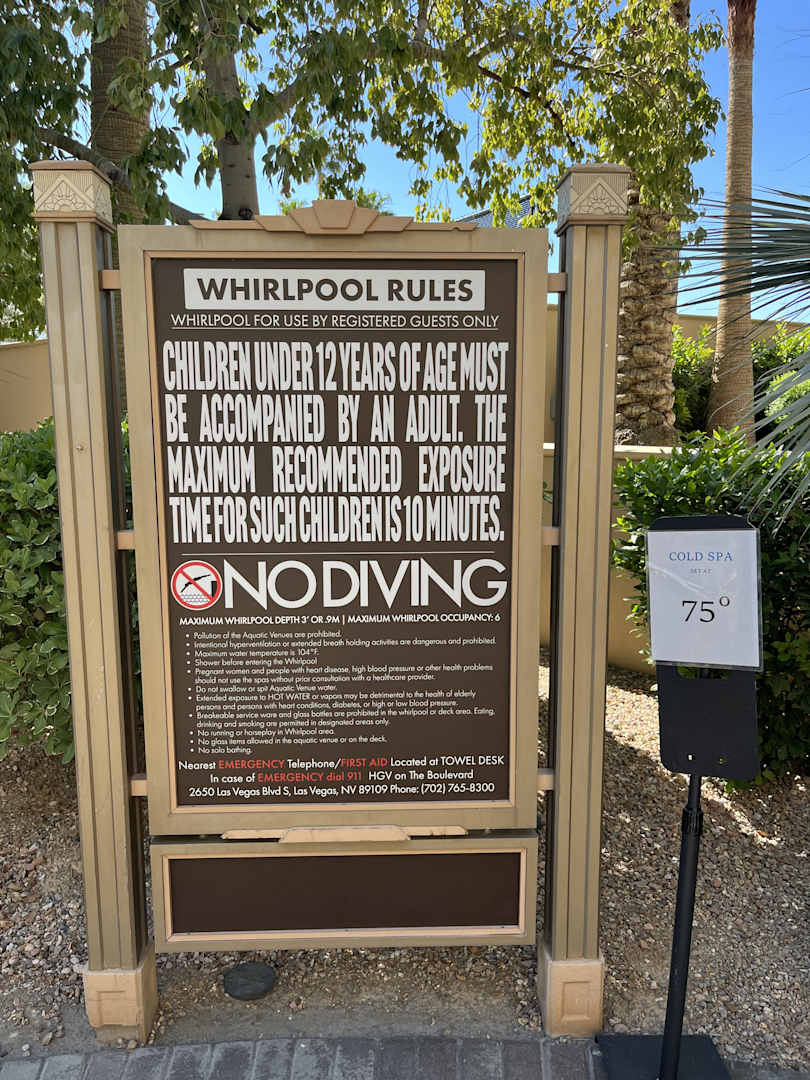 WHIRLPOOL RULES
WHIRLPOOL FOR USE BY REGISTERED GUESTS ONLY
CHILDREN UNDER 12 YEARS OF AGE MUST
BE ACCOMPANIED BY AN ADULT. THE
MAXIMUM RECOMMENDED EXPOSURE
TIME FOR SUCH CHILDREN IS 10 MINUTES.
NO DIVING
MAXIMUM WHIRLPOOL DEPTH 3' OR .9M | MAXIMUM WHIRLPOOL OCCUPANCY: 6
• Pollution of the Aquatic Venues are prohibited.
• Intentional hyperventilation or extended breath holding activities are dangerous and prohibited.
• Maximum water temperature is 104°F.
• Shower before entering the Whirlpool
• Pregnant women and people with heart disease, high blood pressure or other health problems
should not use the spas without prior consultation with a healthcare provider.
• Do not swallow or spit Aquatic Venue water.
• Extended exposure to HOT WATER or vapors may be detrimental to the health of elderly
persons and persons with heart conditions, diabetes, or high or low blood pressure.
• Breakeable service ware and glass bottles are prohibited in the whirlpool or deck area. Eating,
drinking and smoking are permitted in designated areas only.
• No running or horseplay in Whirlpool area.
• No glass items allowed in the aquatic venue or on the deck.
• No solo bathing.
Nearest EMERGENCY Telephone/FIRST AID Located at TOWEL DESK
In case of EMERGENCY dial 911 HGV on The Boulevard
2650 Las Vegas Blvd S, Las Vegas, NV 89109 Phone: (702) 765-8300
COLD SPA
SET AT
75°